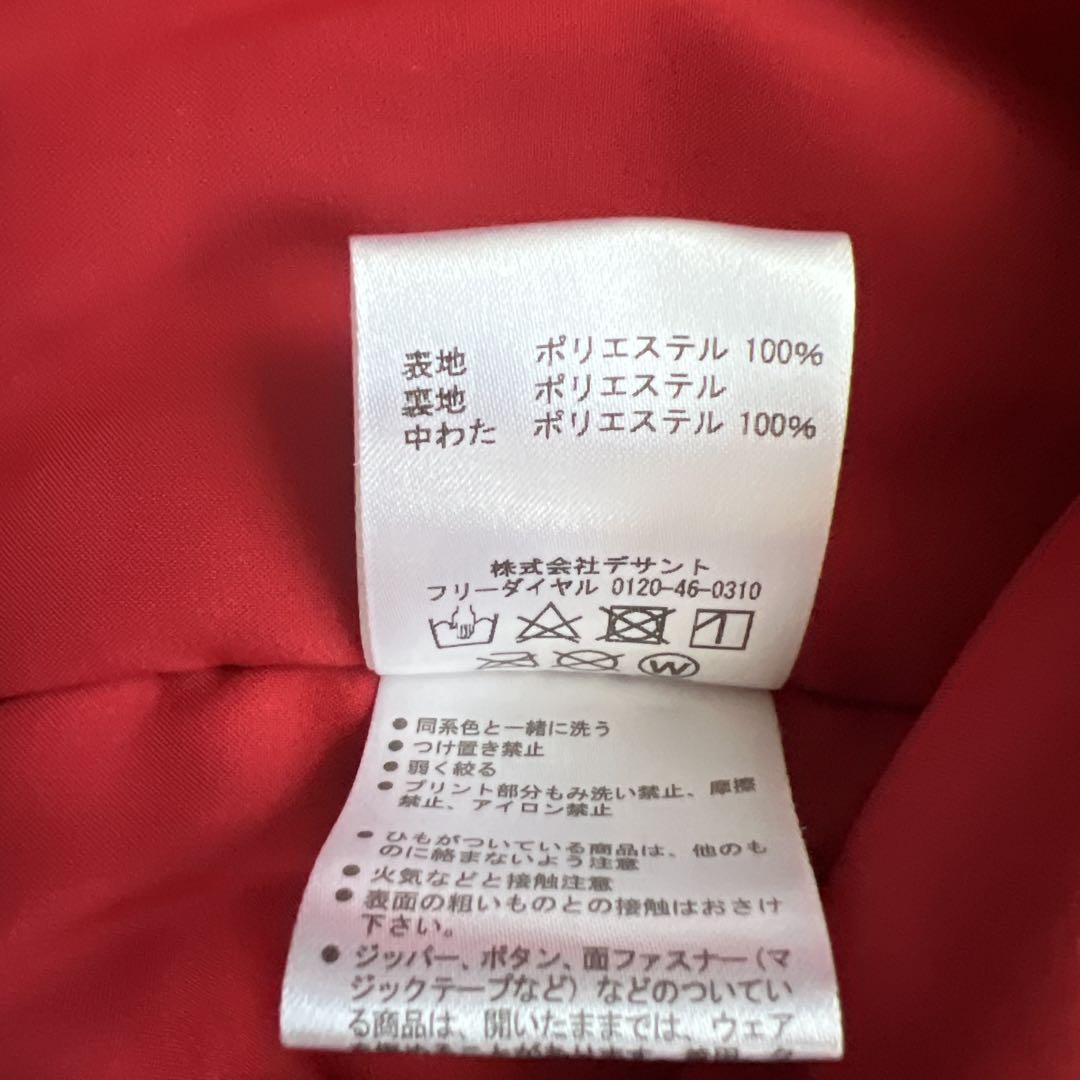 表地 ポリエステル 100%
裏地 ポリエステル
中わた ポリエステル 100%
株式会社デサント
フリーダイヤル 0120-46-0310
W
● 同系色と一緒に洗う
● つけ置き禁止
● 弱く絞る
● プリント部分もみ洗い禁止、摩擦
禁止、アイロン禁止
● ひもがついている商品は、他のも
のに絡まないよう注意
● 火気などと接触注意
● 表面の粗いものとの接触はおさけ
下さい。
● ジッパー、ボタン、面ファスナー(マ
ジックテープなど)などのついてい
る商品は、開いたままでは、ウェア